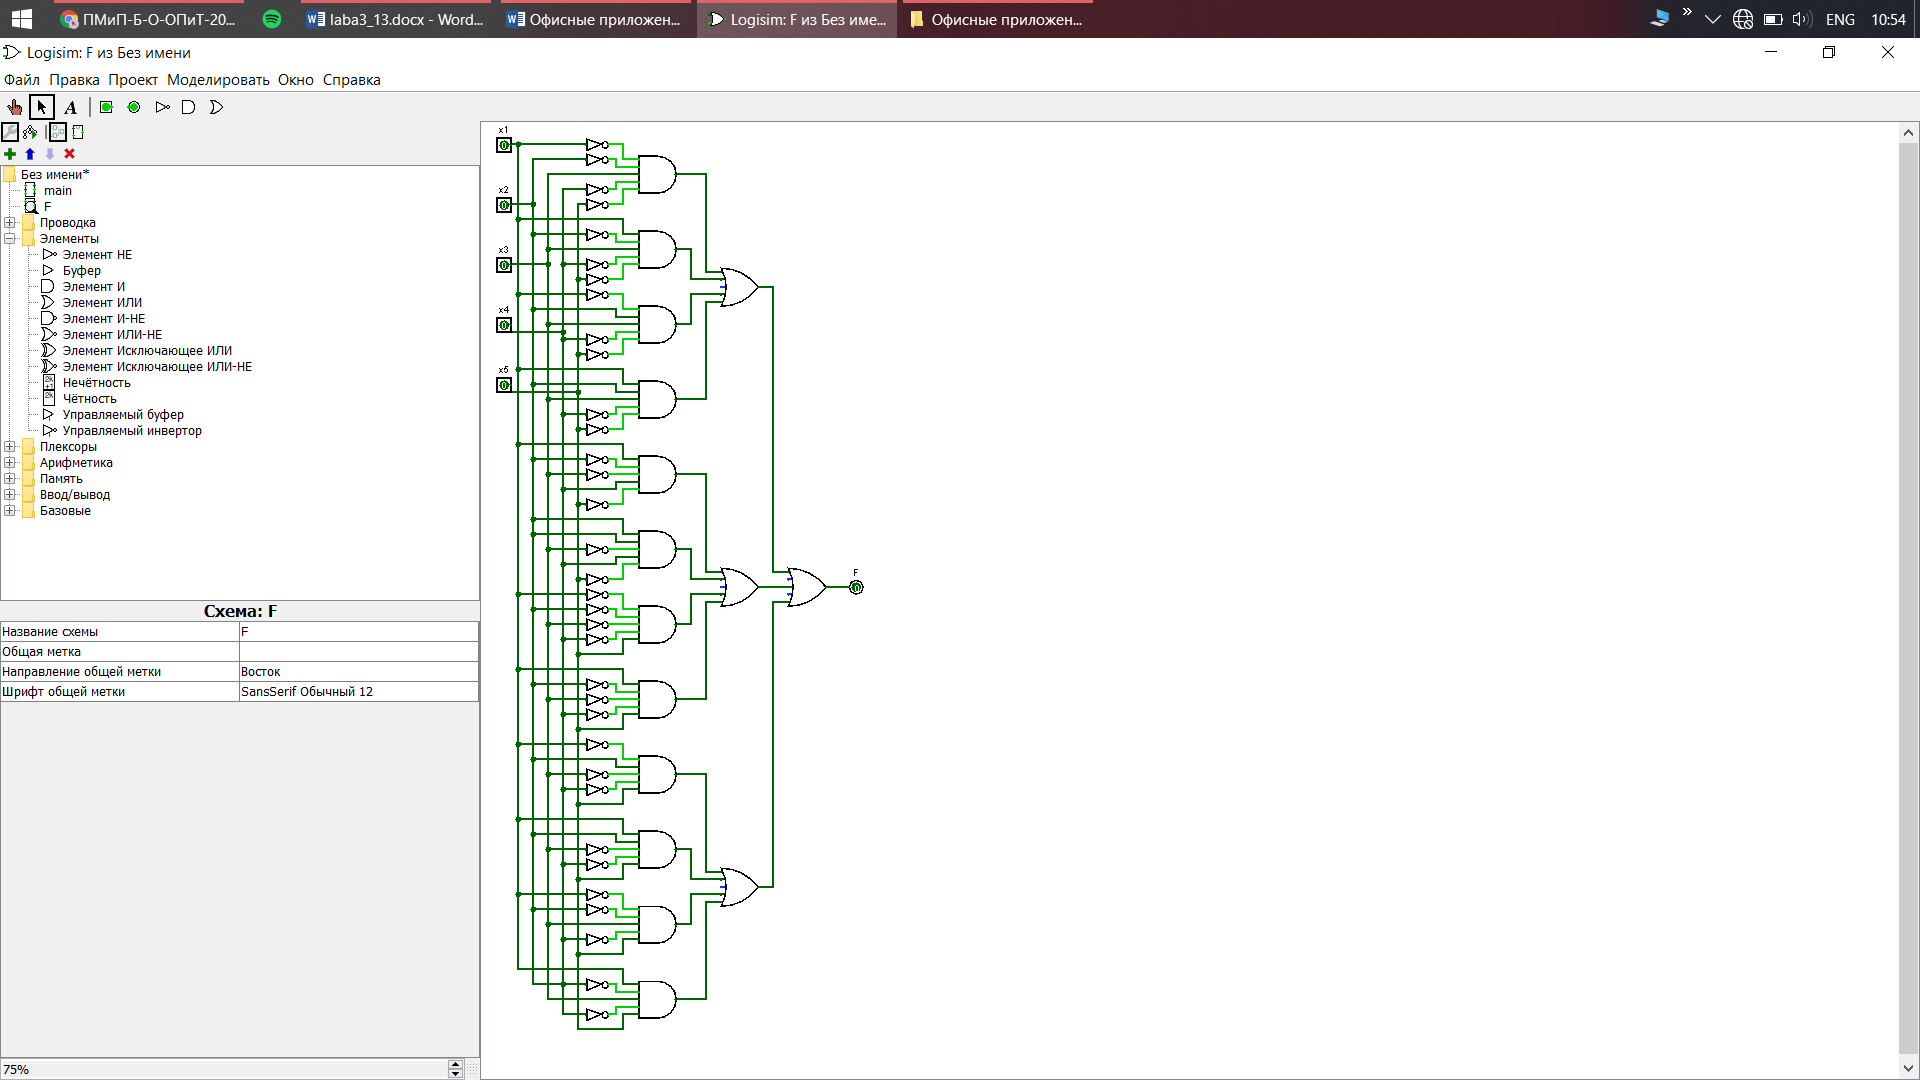 ПМиП-Б-О-ОПиТ-20...
laba3_13.docx - Word...
Офисные приложен...
Logisim: F из Без име...
Офисные приложен...
ENG
10:54
Logisim: F из Без имени
Файл Правка Проект Моделировать Окно Справка
A
Без имени*
main
F
Проводка
Элементы
Элемент НЕ
Буфер
Элемент И
Элемент ИЛИ
Элемент И-НЕ
Элемент ИЛИ-НЕ
Элемент Исключающее ИЛИ
Элемент Исключающее ИЛИ-НЕ
Нечётность
Чётность
Управляемый буфер
Управляемый инвертор
Плексоры
Арифметика
Память
Ввод/вывод
Базовые
Схема: F
Название схемы F
Общая метка
Направление общей метки Восток
Шрифт общей метки SansSerif Обычный 12
75%
x1
x2
x3
x4
x5
F